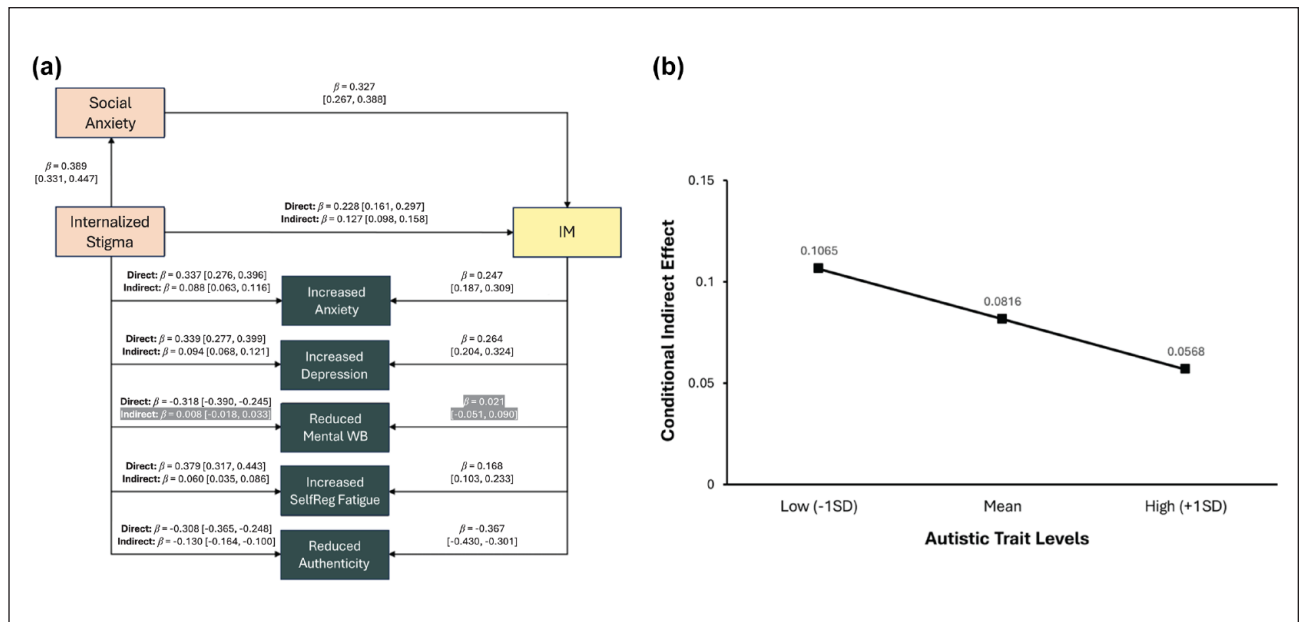 (a)
β = 0.327
[0.267, 0.388]
Social
Anxiety
β = 0.389
[0.331, 0.447]
Direct: β = 0.228 [0.161, 0.297]
Indirect: β = 0.127 [0.098, 0.158]
Internalized
Stigma
IM
Direct: β = 0.337 [0.276, 0.396]
Indirect: β = 0.088 [0.063, 0.116]
Increased
Anxiety
β = 0.247
[0.187, 0.309]
Direct: β = 0.339 [0.277, 0.399]
Indirect: β = 0.094 [0.068, 0.121]
Increased
Depression
β = 0.264
[0.204, 0.324]
Direct: β = -0.318 [-0.390, -0.245]
Indirect: β = 0.008 [-0.018, 0.033]
Reduced
Mental WB
β = 0.021
[-0.051, 0.090]
Direct: β = 0.379 [0.317, 0.443]
Indirect: β = 0.060 [0.035, 0.086]
Increased
SelfReg Fatigue
β = 0.168
[0.103, 0.233]
Direct: β = -0.308 [-0.365, -0.248]
Indirect: β = -0.130 [-0.164, -0.100]
Reduced
Authenticity
β = -0.367
[-0.430, -0.301]
(b)
Conditional Indirect Effect
0.15
0.1
0.05
0
0.1065
0.0816
0.0568
Low (-1SD)
Mean
High (+1SD)
Autistic Trait Levels